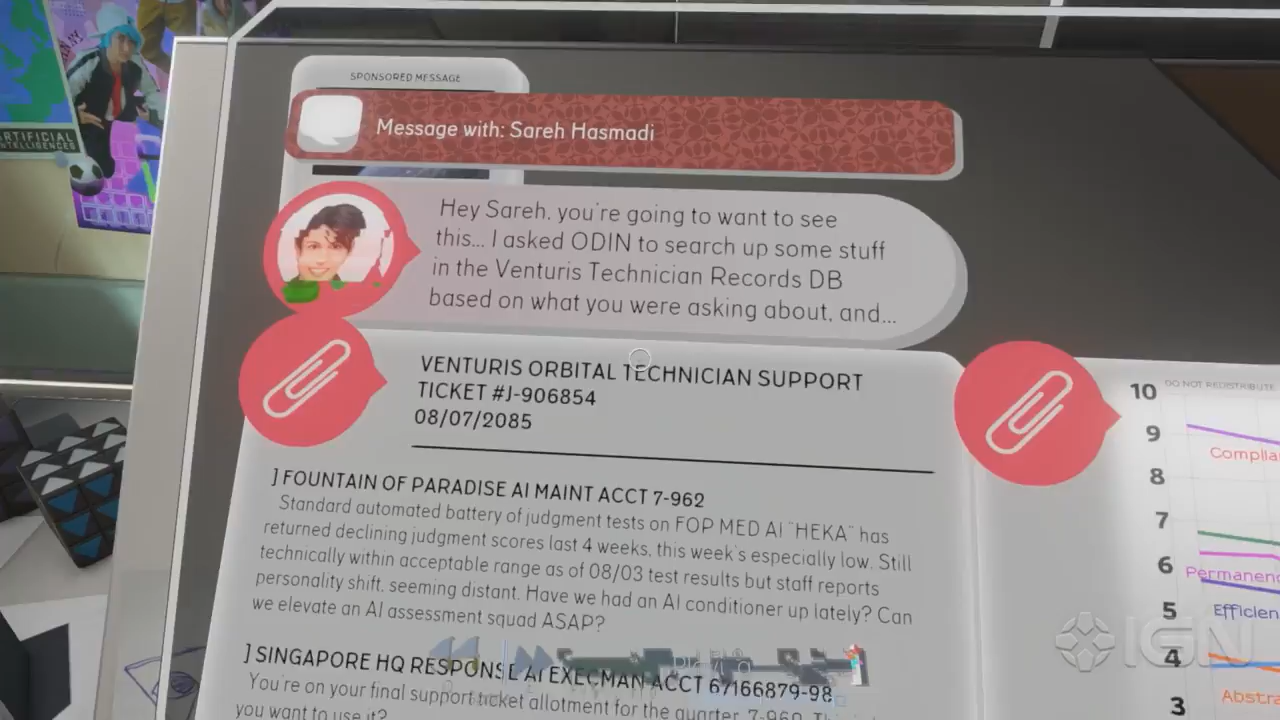 SPONSORED MESSAGE
Message with: Sareh Hasmadi
Hey Sareh, you're going to want to see
this... I asked ODIN to search up some stuff
in the Venturis Technician Records DB
based on what you were asking about, and...
VENTURIS ORBITAL TECHNICIAN SUPPORT
TICKET #J-906854
08/07/2085
] FOUNTAIN OF PARADISE AI MAINT ACCT 7-962
Standard automated battery of judgment tests on FOP MED AI "HEKA" has
returned declining judgment scores last 4 weeks, this week's especially low. Still
technically within acceptable range as of 08/03 test results but staff reports
personality shift, seeming distant. Have we had an AI conditioner up lately? Can
we elevate an AI assessment squad ASAP?
] SINGAPORE HQ RESPONSE AI EXECMAN ACCT 67166879-98
You're on your final support ticket allotment for the quarter, 7-960.
you want to use it?
DO NOT REDISTRIBUTE
10
9
Complia
8
7
6
Permanenc
5
Efficien
4
Abstra
3
ARTIFICIAL
INTELLIGENCES
IGN